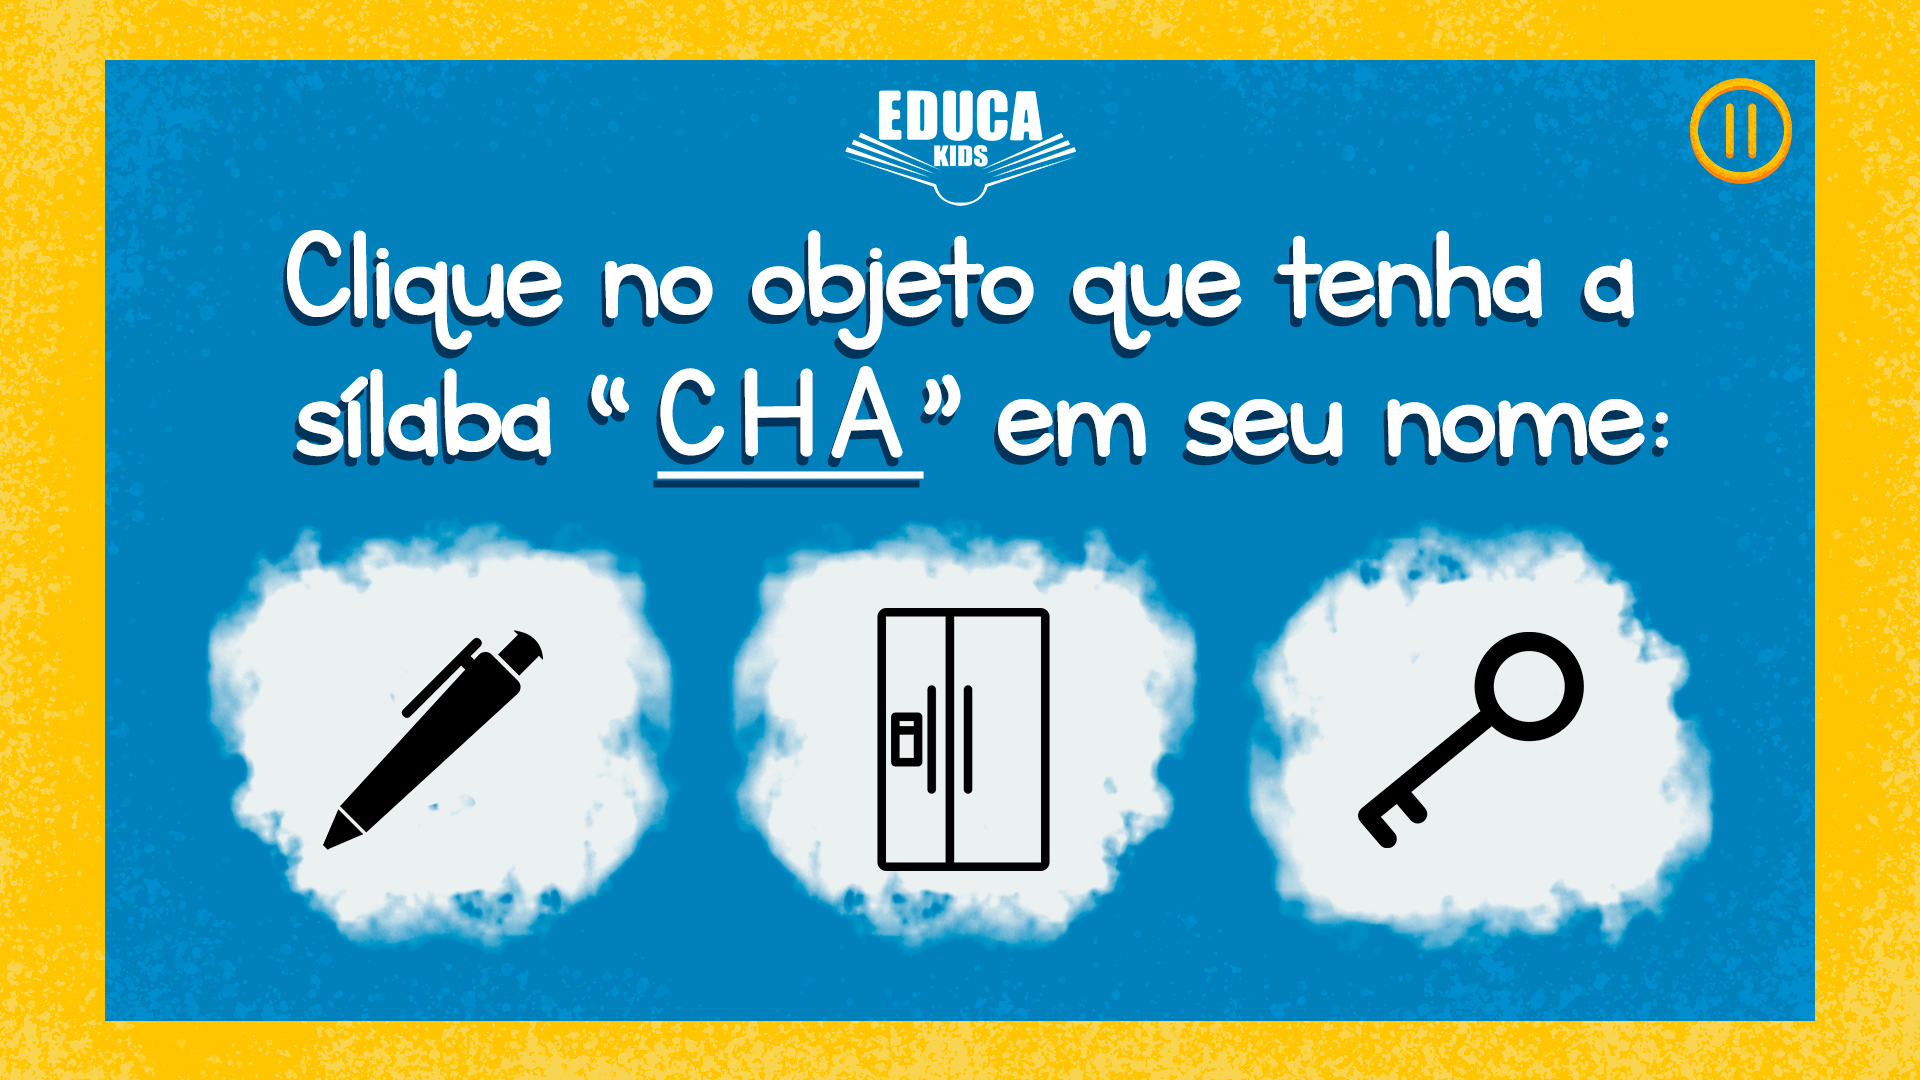 EDUCA
KIDS
Clique no objeto que tenha a
sílaba “CHA” em seu nome: